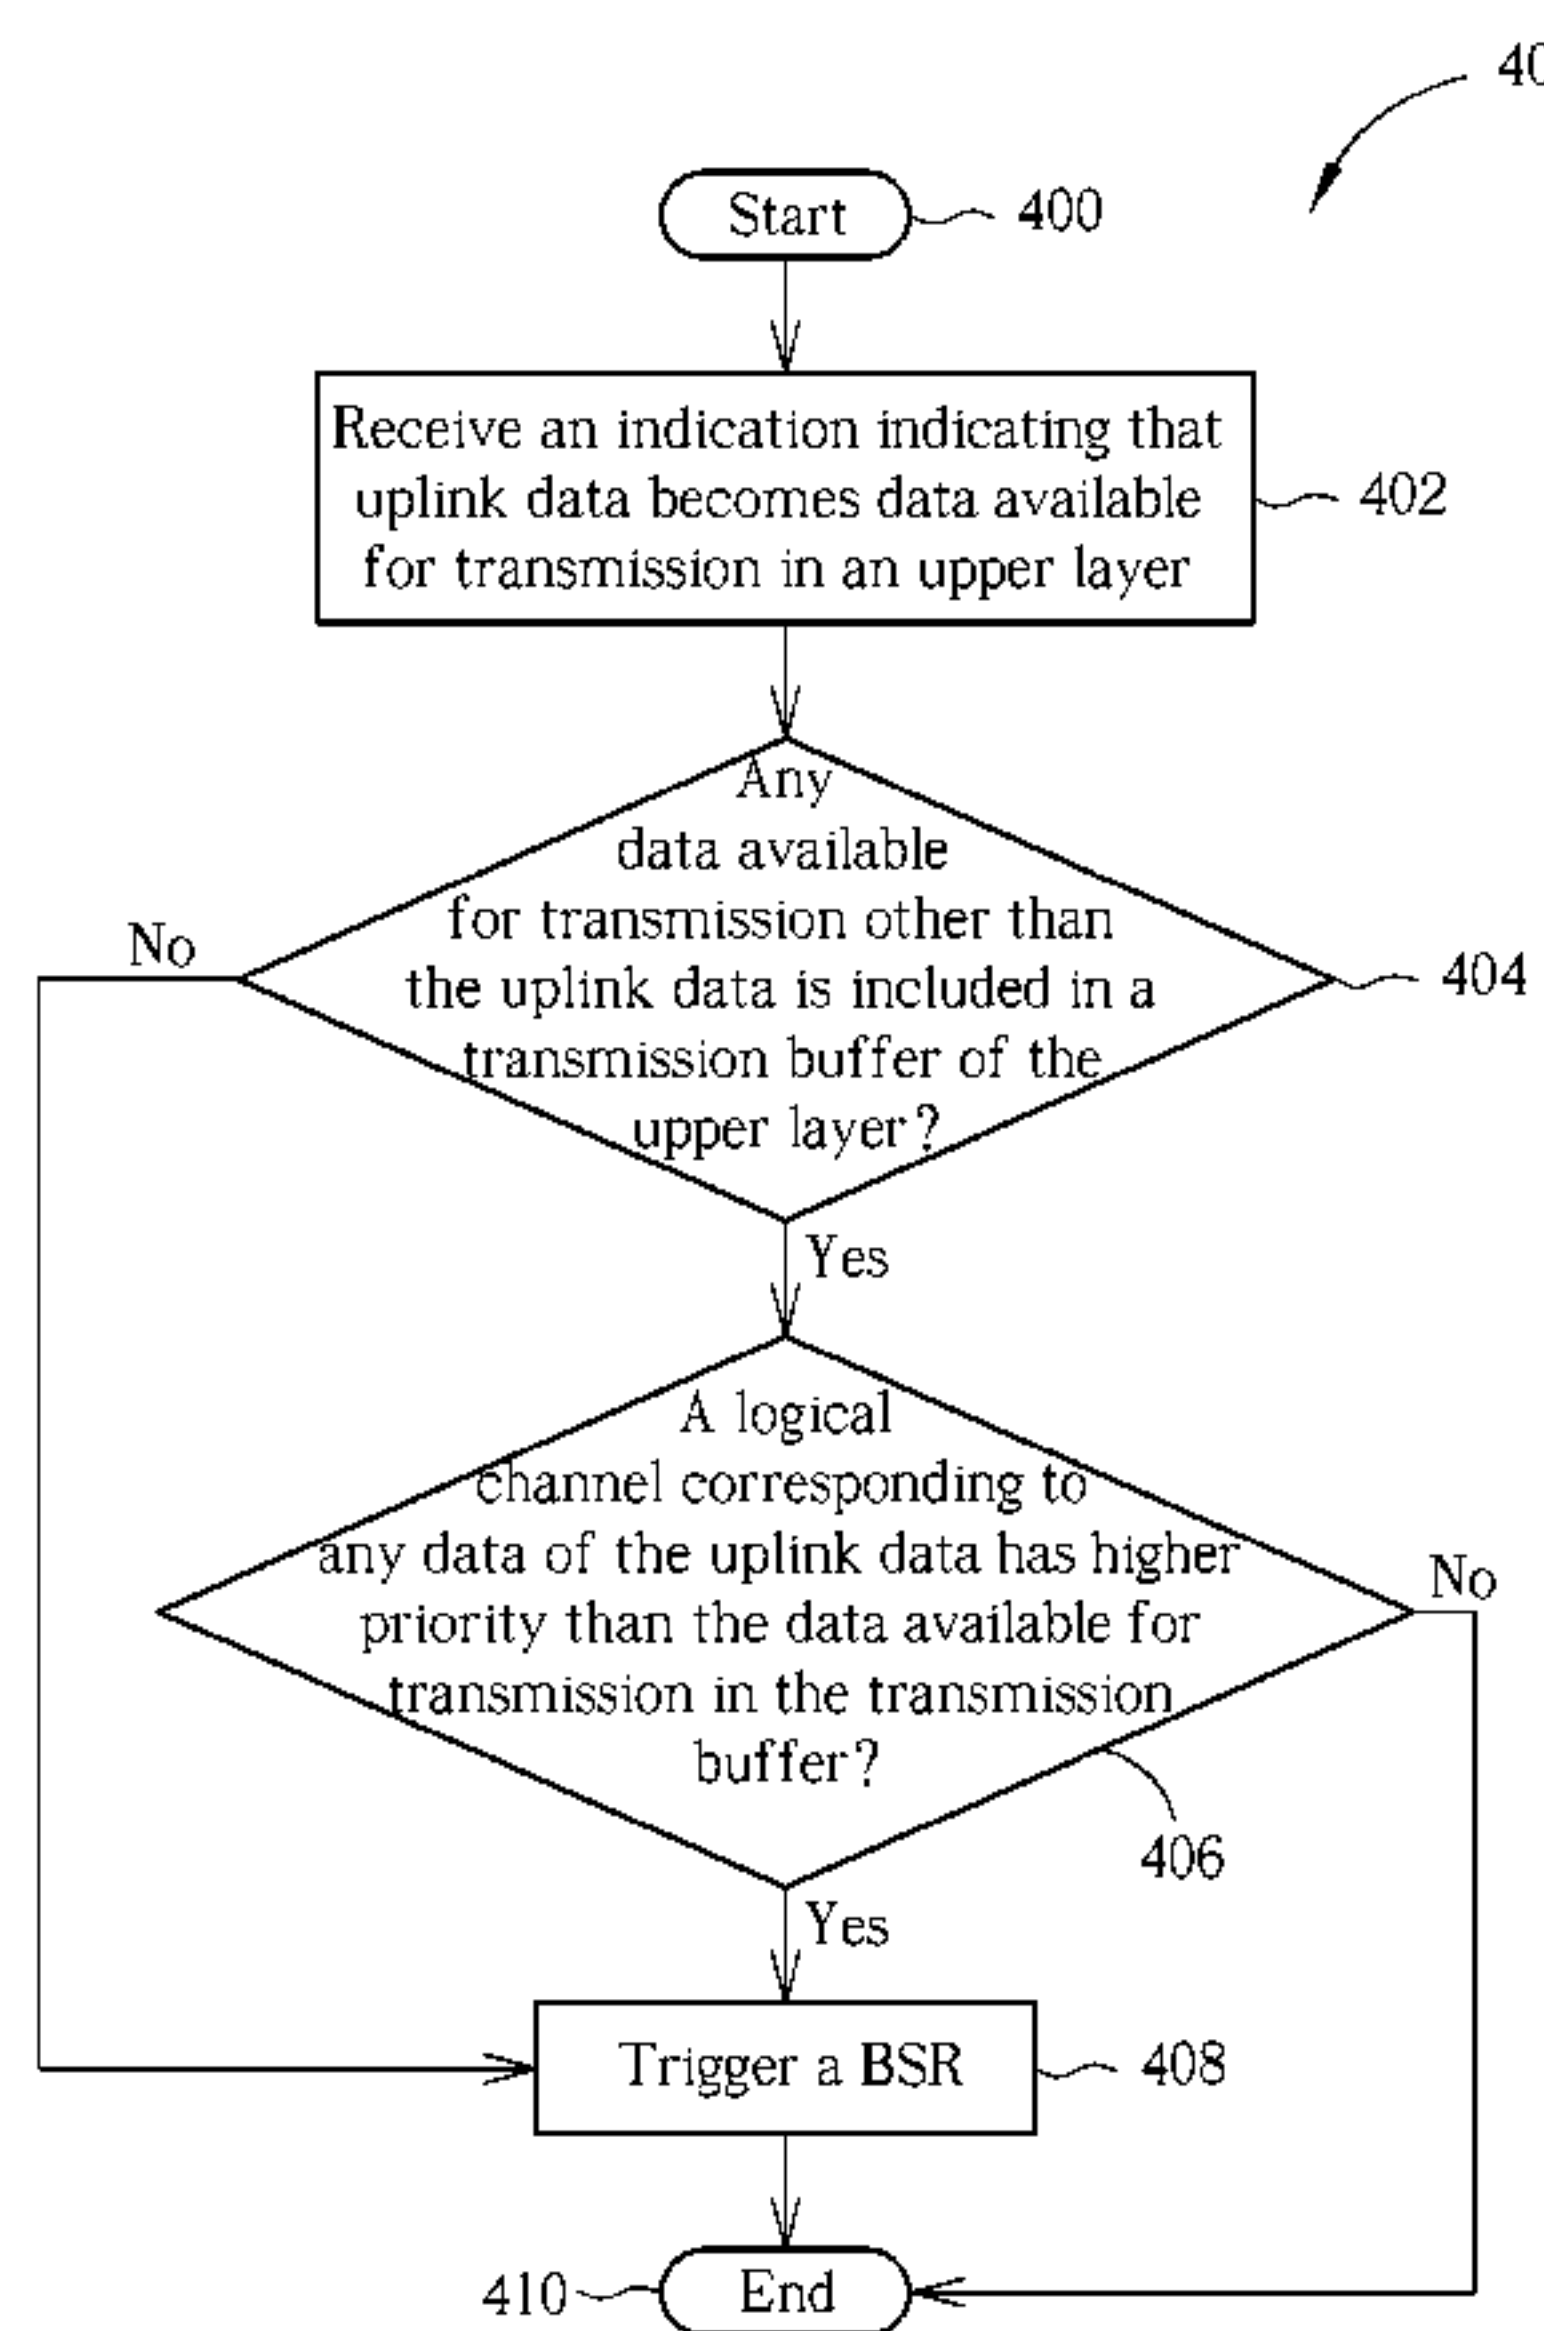 40
Start
400
Receive an indication indicating that
uplink data becomes data available
for transmission in an upper layer
402
Any
data available
for transmission other than
the uplink data is included in a
transmission buffer of the
upper layer?
No
404
Yes
A logical
channel corresponding to
any data of the uplink data has higher
priority than the data available for
transmission in the transmission
buffer?
No
406
Yes
Trigger a BSR
408
410
End